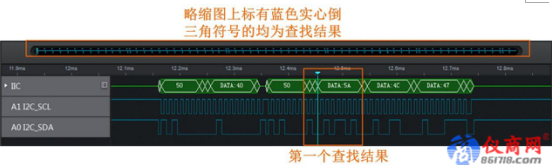 略缩图上标有蓝色实心倒
三角符号的均为查找结果
11.9ms 12ms 12.1ms 12.2ms 12.3ms 12.4ms 12.5ms 12.6ms 12.7ms 12.8ms
IIC 50 DATA:40 50 DATA:5A DATA:4C DATA:47
A1 I2C_SCL
A0 I2C_SDA
第一个查找结果
仪商网
861718.com